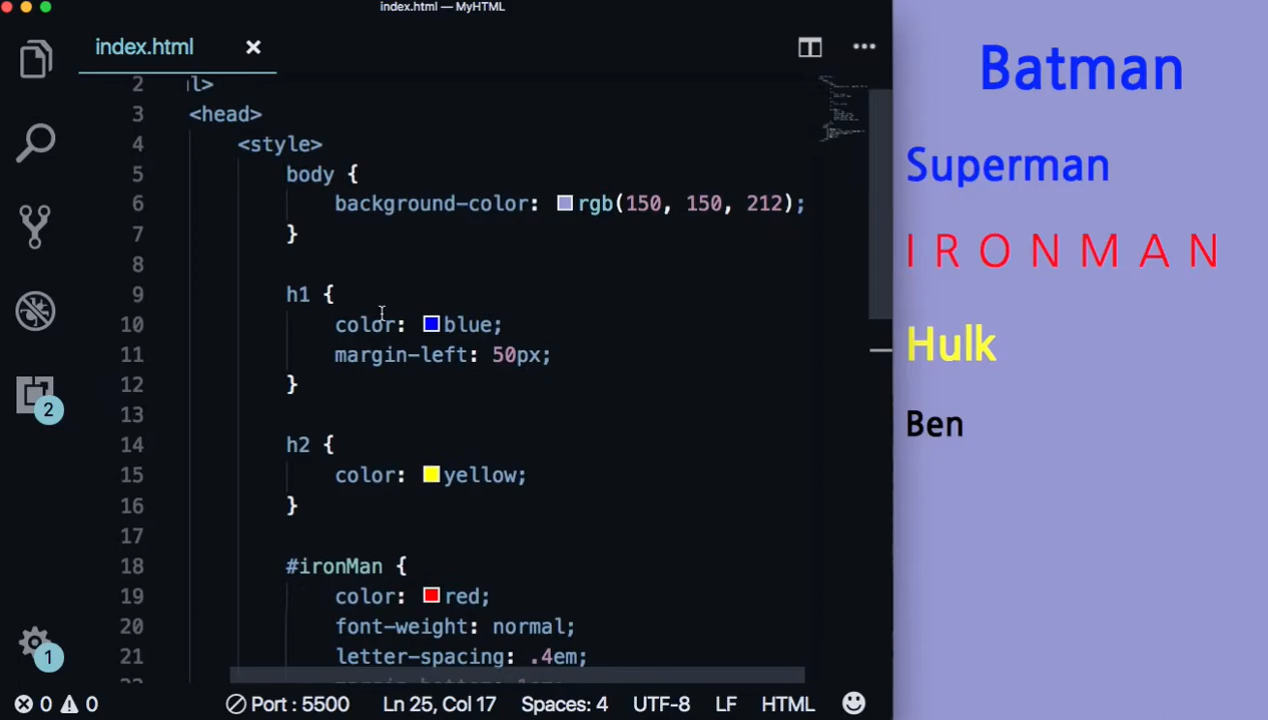 index.html — MyHTML
index.html
2 l>
3 <head>
4 <style>
5 body {
6 background-color: rgb(150, 150, 212);
7 }
8
9 h1 {
10 color: blue;
11 margin-left: 50px;
12 }
13
14 h2 {
15 color: yellow;
16 }
17
18 #ironMan {
19 color: red;
20 font-weight: normal;
21 letter-spacing: .4em;
2
1
0 0 Port : 5500 Ln 25, Col 17 Spaces: 4 UTF-8 LF HTML
Batman
Superman
IRONMAN
Hulk
Ben